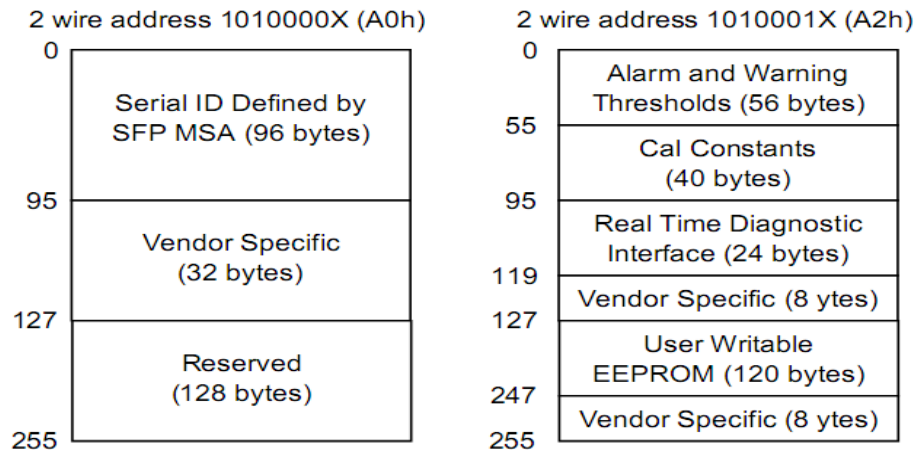 2 wire address 1010000X (A0h)
0
Serial ID Defined by
SFP MSA (96 bytes)
95
Vendor Specific
(32 bytes)
127
Reserved
(128 bytes)
255
2 wire address 1010001X (A2h)
0
Alarm and Warning
Thresholds (56 bytes)
55
Cal Constants
(40 bytes)
95
Real Time Diagnostic
Interface (24 bytes)
119
Vendor Specific (8 ytes)
127
User Writable
EEPROM (120 bytes)
247
Vendor Specific (8 ytes)
255